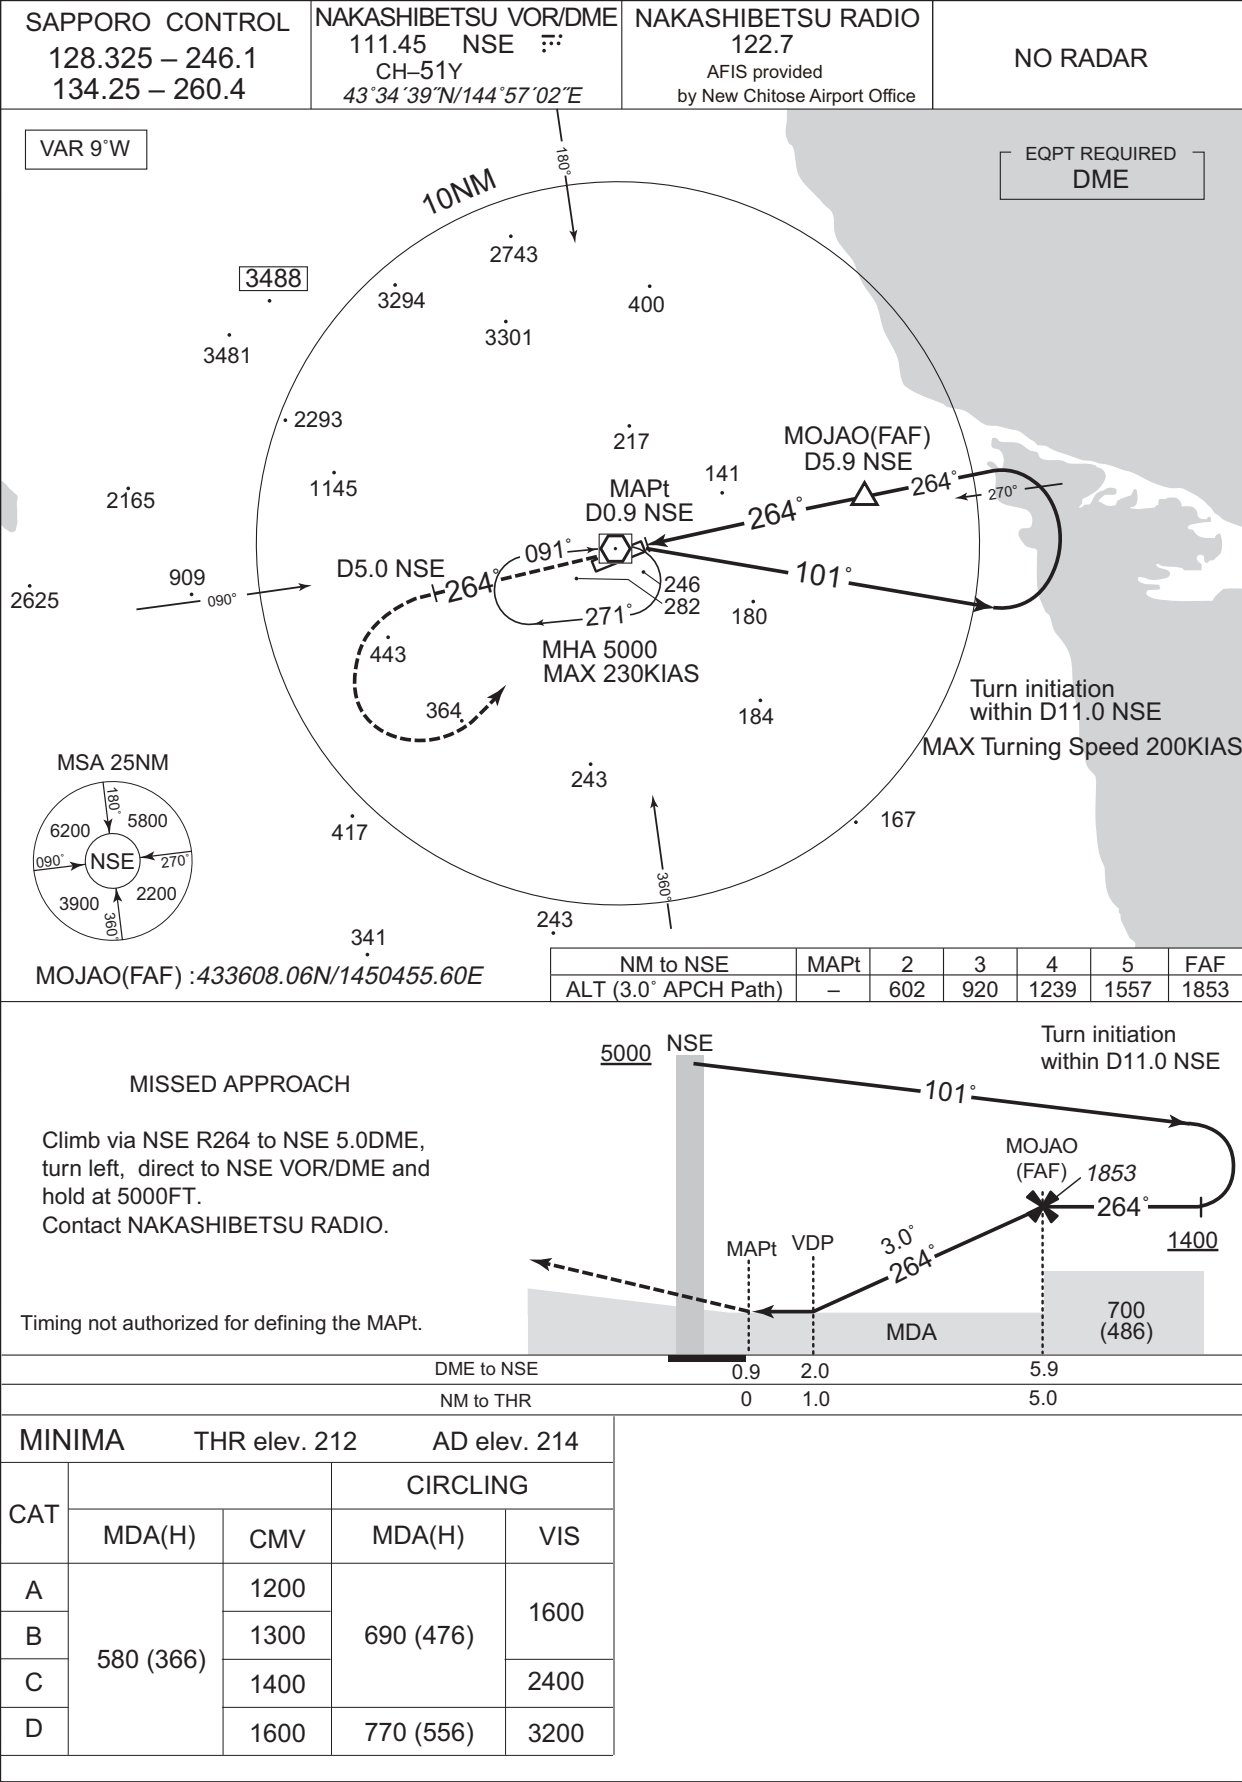 SAPPORO CONTROL
128.325 – 246.1
134.25 – 260.4
NAKASHIBETSU VOR/DME
111.45 NSE
CH–51Y
43°34´39˝N/144°57´02˝E
NAKASHIBETSU RADIO
122.7
AFIS provided
by New Chitose Airport Office
NO RADAR
VAR 9°W
EQPT REQUIRED
DME
180°
10NM
2743
3488
3294
400
3301
3481
2293
217
MOJAO(FAF)
D5.9 NSE
141
264°
270°
2165
1145
MAPt
D0.9 NSE
264°
091°
D5.0 NSE
264°
101°
909
2625
090°
246
282
180
271°
443
MHA 5000
MAX 230KIAS
364
184
Turn initiation
within D11.0 NSE
MAX Turning Speed 200KIAS
MSA 25NM
243
180°
6200
5800
090°
NSE
270°
3900
2200
360°
417
167
360°
243
341
MOJAO(FAF) :433608.06N/1450455.60E
NM to NSE MAPt 2 3 4 5 FAF
ALT (3.0° APCH Path) – 602 920 1239 1557 1853
MISSED APPROACH
Climb via NSE R264 to NSE 5.0DME,
turn left, direct to NSE VOR/DME and
hold at 5000FT.
Contact NAKASHIBETSU RADIO.
Timing not authorized for defining the MAPt.
5000
NSE
Turn initiation
within D11.0 NSE
101°
MOJAO
(FAF)
1853
264°
1400
3.0°
264°
MAPt
VDP
MDA
700
(486)
DME to NSE 0.9 2.0 5.9
NM to THR 0 1.0 5.0
MINIMA THR elev. 212 AD elev. 214
CIRCLING
CAT MDA(H) CMV MDA(H) VIS
A 1200
1600
B 580 (366) 1300 690 (476)
C 1400 2400
D 1600 770 (556) 3200